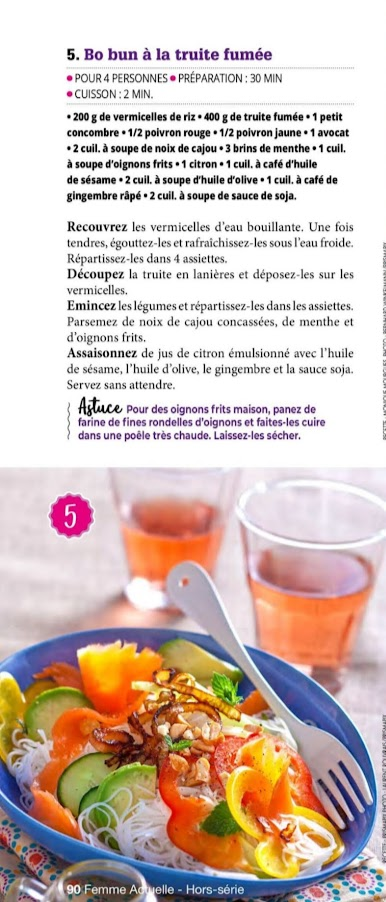 5. Bo bun à la truite fumée
• POUR 4 PERSONNES • PRÉPARATION : 30 MIN
• CUISSON : 2 MIN.
• 200 g de vermicelles de riz • 400 g de truite fumée • 1 petit
concombre • 1/2 poivron rouge • 1/2 poivron jaune • 1 avocat
• 2 cuil. à soupe de noix de cajou • 3 brins de menthe • 1 cuil.
à soupe d'oignons frits • 1 citron • 1 cuil. à café d'huile
de sésame • 2 cuil. à soupe d'huile d'olive • 1 cuil. à café de
gingembre râpé • 2 cuil. à soupe de sauce de soja.
Recouvrez les vermicelles d'eau bouillante. Une fois
tendres, égouttez-les et rafraîchissez-les sous l'eau froide.
Répartissez-les dans 4 assiettes.
Découpez la truite en lanières et déposez-les sur les
vermicelles.
Emincez les légumes et répartissez-les dans les assiettes.
Parsemez de noix de cajou concassées, de menthe et
d'oignons frits.
Assaisonnez de jus de citron émulsionné avec l'huile
de sésame, l'huile d'olive, le gingembre et la sauce soja.
Servez sans attendre.
Astuce Pour des oignons frits maison, panez de
farine de fines rondelles d'oignons et faites-les cuire
dans une poêle très chaude. Laissez-les sécher.
5
90 Femme Actuelle - Hors-série